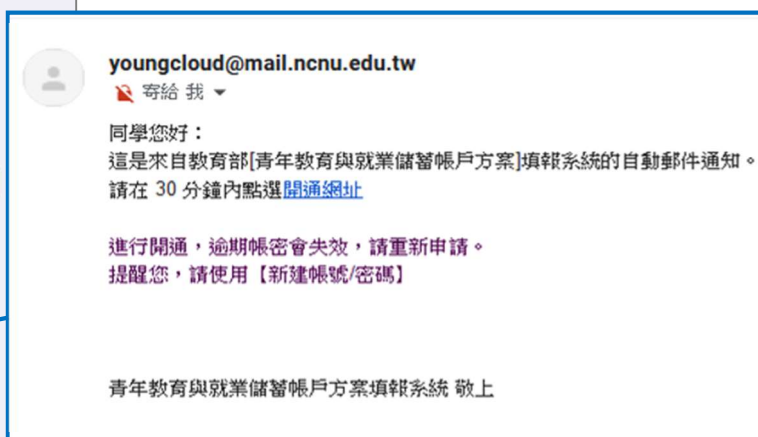 youngcloud@mail.ncnu.edu.tw
寄給 我
同學您好：
這是來自教育部[青年教育與就業儲蓄帳戶方案]填報系統的自動郵件通知。
請在 30 分鐘內點選開通網址
進行開通，逾期帳密會失效，請重新申請。
提醒您，請使用【新建帳號/密碼】
青年教育與就業儲蓄帳戶方案填報系統 敬上